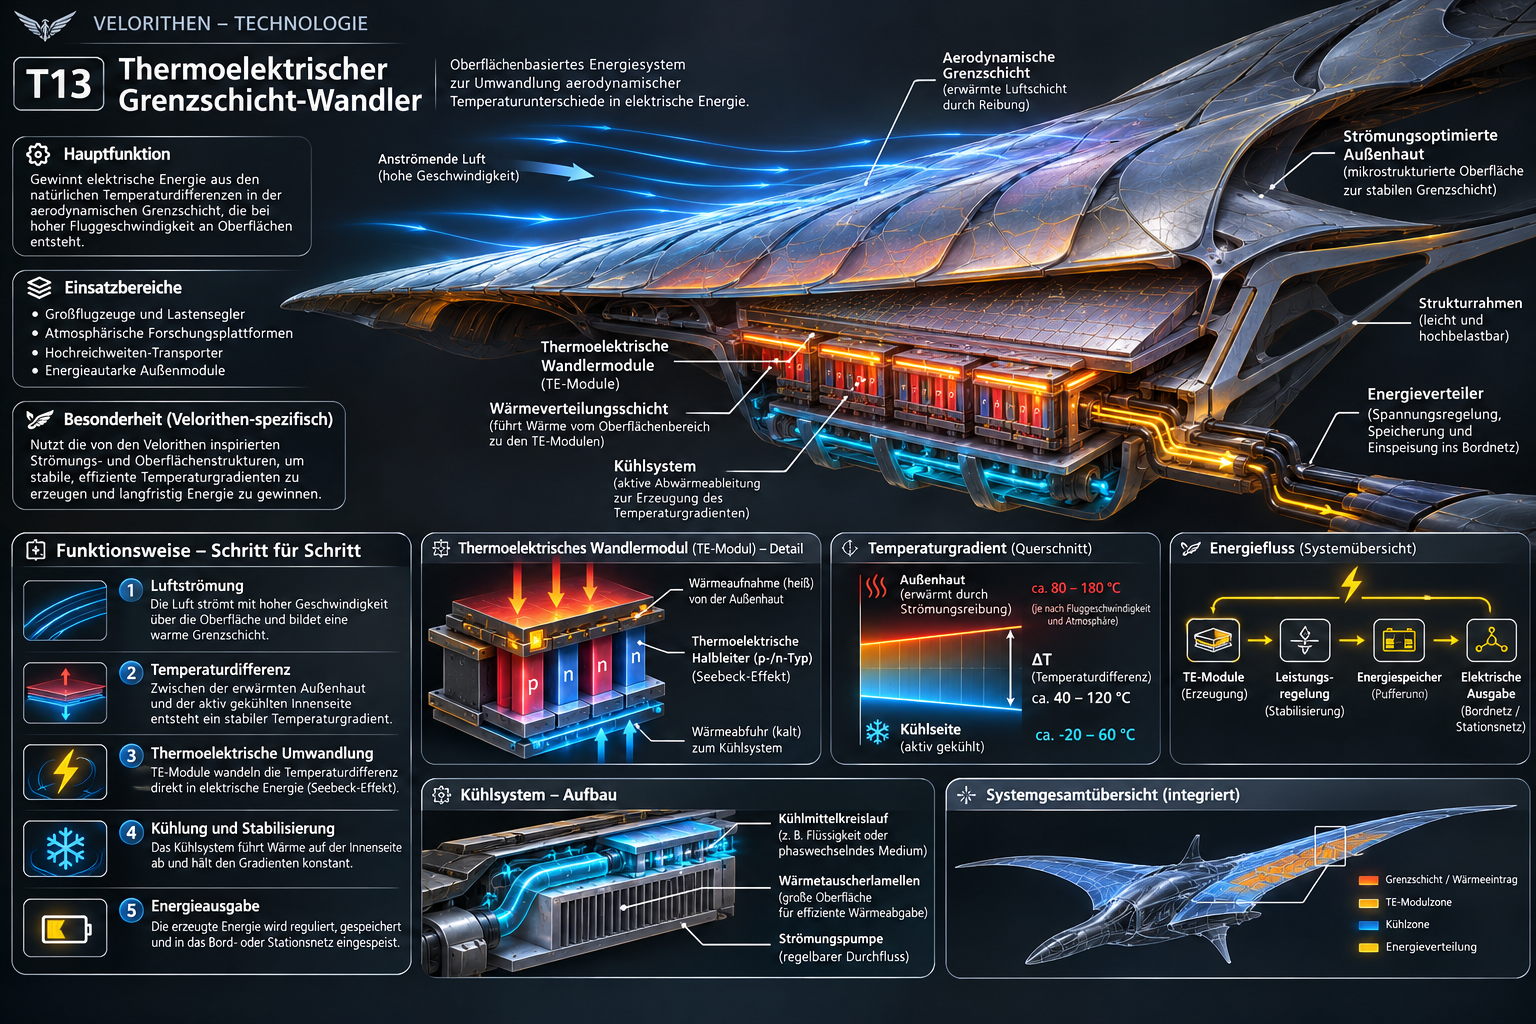 VELORITHEN – TECHNOLOGIE
T13
Thermoelektrischer
Grenzschicht-Wandler
Oberflächenbasiertes Energiesystem
zur Umwandlung aerodynamischer
Temperaturunterschiede in elektrische Energie.
Hauptfunktion
Gewinnt elektrische Energie aus den
natürlichen Temperaturdifferenzen in der
aerodynamischen Grenzschicht, die bei
hoher Fluggeschwindigkeit an Oberflächen
entsteht.
Einsatzbereiche
• Großflugzeuge und Lastensegler
• Atmosphärische Forschungsplattformen
• Hochreichweiten-Transporter
• Energieautarke Außenmodule
Besonderheit (Velorithen-spezifisch)
Nutzt die von den Velorithen inspirierten
Strömungs- und Oberflächenstrukturen, um
stabile, effiziente Temperaturgradienten zu
erzeugen und langfristig Energie zu gewinnen.
Anströmende Luft
(hohe Geschwindigkeit)
Aerodynamische
Grenzschicht
(erwärmte Luftschicht
durch Reibung)
Strömungsoptimierte
Außenhaut
(mikrostrukturierte Oberfläche
zur stabilen Grenzschicht)
Strukturrahmen
(leicht und
hochbelastbar)
Energieverteiler
(Spannungsregelung,
Speicherung und
Einspeisung ins Bordnetz)
Thermoelektrische
Wandlermodule
(TE-Module)
Wärmeverteilungsschicht
(führt Wärme vom Oberflächenbereich
zu den TE-Modulen)
Kühlsystem
(aktive Abwärmeableitung
zur Erzeugung des
Temperaturgradienten)
Funktionsweise – Schritt für Schritt
1 Luftströmung
Die Luft strömt mit hoher Geschwindigkeit
über die Oberfläche und bildet eine
warme Grenzschicht.
2 Temperaturdifferenz
Zwischen der erwärmten Außenhaut
und der aktiv gekühlten Innenseite
entsteht ein stabiler Temperaturgradient.
3 Thermoelektrische Umwandlung
TE-Module wandeln die Temperaturdifferenz
direkt in elektrische Energie (Seebeck-Effekt).
4 Kühlung und Stabilisierung
Das Kühlsystem führt Wärme auf der Innenseite
ab und hält den Gradienten konstant.
5 Energieausgabe
Die erzeugte Energie wird reguliert, gespeichert
und in das Bord- oder Stationsnetz eingespeist.
Thermoelektrisches Wandlermodul (TE-Modul) – Detail
Wärmeaufnahme (heiß)
von der Außenhaut
Thermoelektrische
Halbleiter (p-/n-Typ)
(Seebeck-Effekt)
Wärmeabfuhr (kalt)
zum Kühlsystem
p n n n
Temperaturgradient (Querschnitt)
Außenhaut
(erwärmt durch
Strömungsreibung)
ca. 80 – 180 °C
(je nach Fluggeschwindigkeit
und Atmosphäre)
ΔT
(Temperaturdifferenz)
ca. 40 – 120 °C
Kühlseite
(aktiv gekühlt)
ca. -20 – 60 °C
Energiefluss (Systemübersicht)
TE-Module
(Erzeugung)
Leistungs-
regelung
(Stabilisierung)
Energiespeicher
(Pufferung)
Elektrische
Ausgabe
(Bordnetz /
Stationsnetz)
Kühlsystem – Aufbau
Kühlmittelkreislauf
(z. B. Flüssigkeit oder
phaswechselndes Medium)
Wärmetauscherlamellen
(große Oberfläche
für effiziente Wärmeabgabe)
Strömungspumpe
(regelbarer Durchfluss)
Systemgesamtübersicht (integriert)
Grenzschicht / Wärmeeintrag
TE-Modulzone
Kühlzone
Energieverteilung